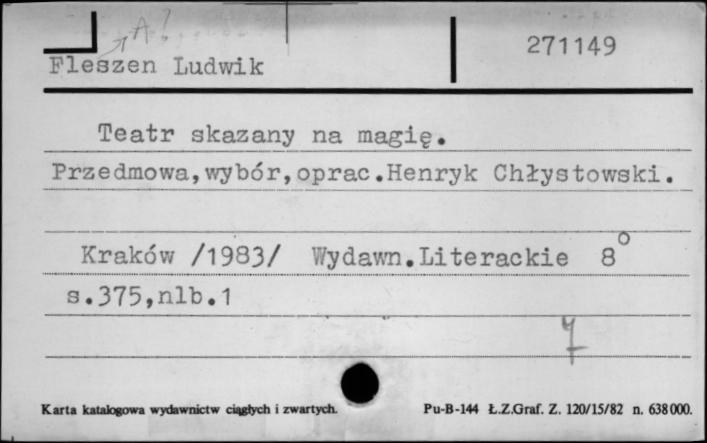 A?
Fleszen Ludwik 271149
Teatr skazany na magię.
Przedmowa,wybór,oprac.Henryk Chłystowski.
Kraków /1983/ Wydawn.Literackie 8°
s.375,nlb.1
7
Karta katalogowa wydawnictw ciągłych i zwartych. Pu-B-144 Ł.Z.Graf. Z. 120/15/82 n. 638000.